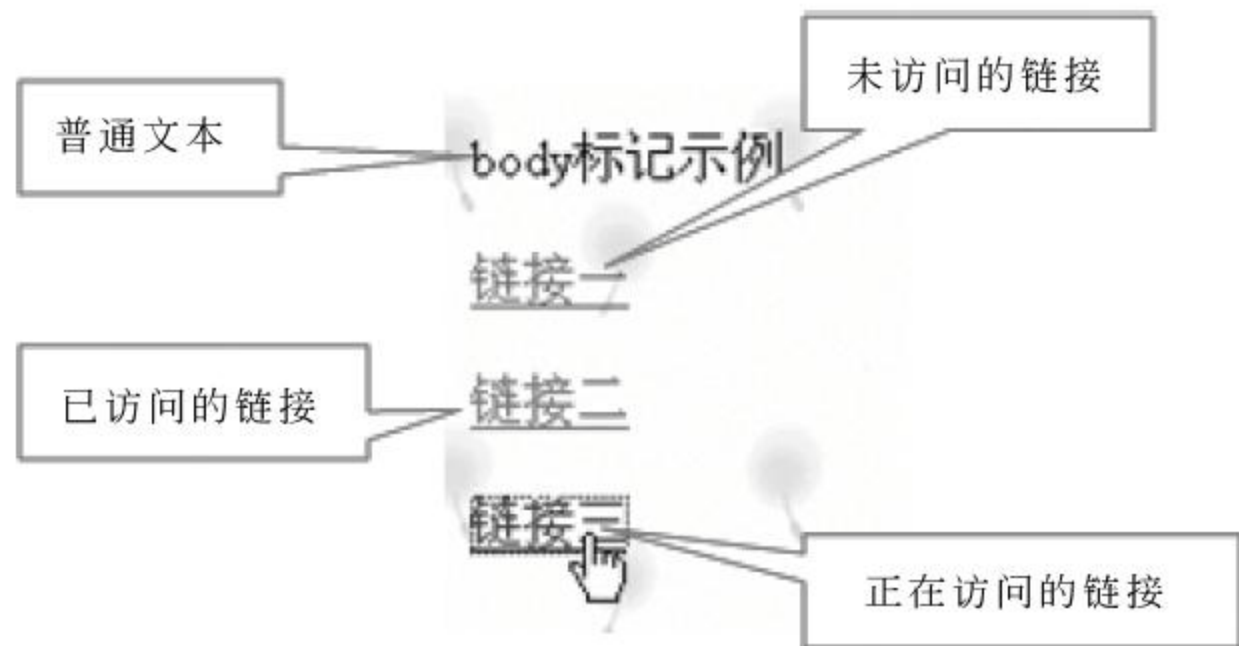 未访问的链接
普通文本
body标记示例
链接一
链接二
已访问的链接
链接三
正在访问的链接